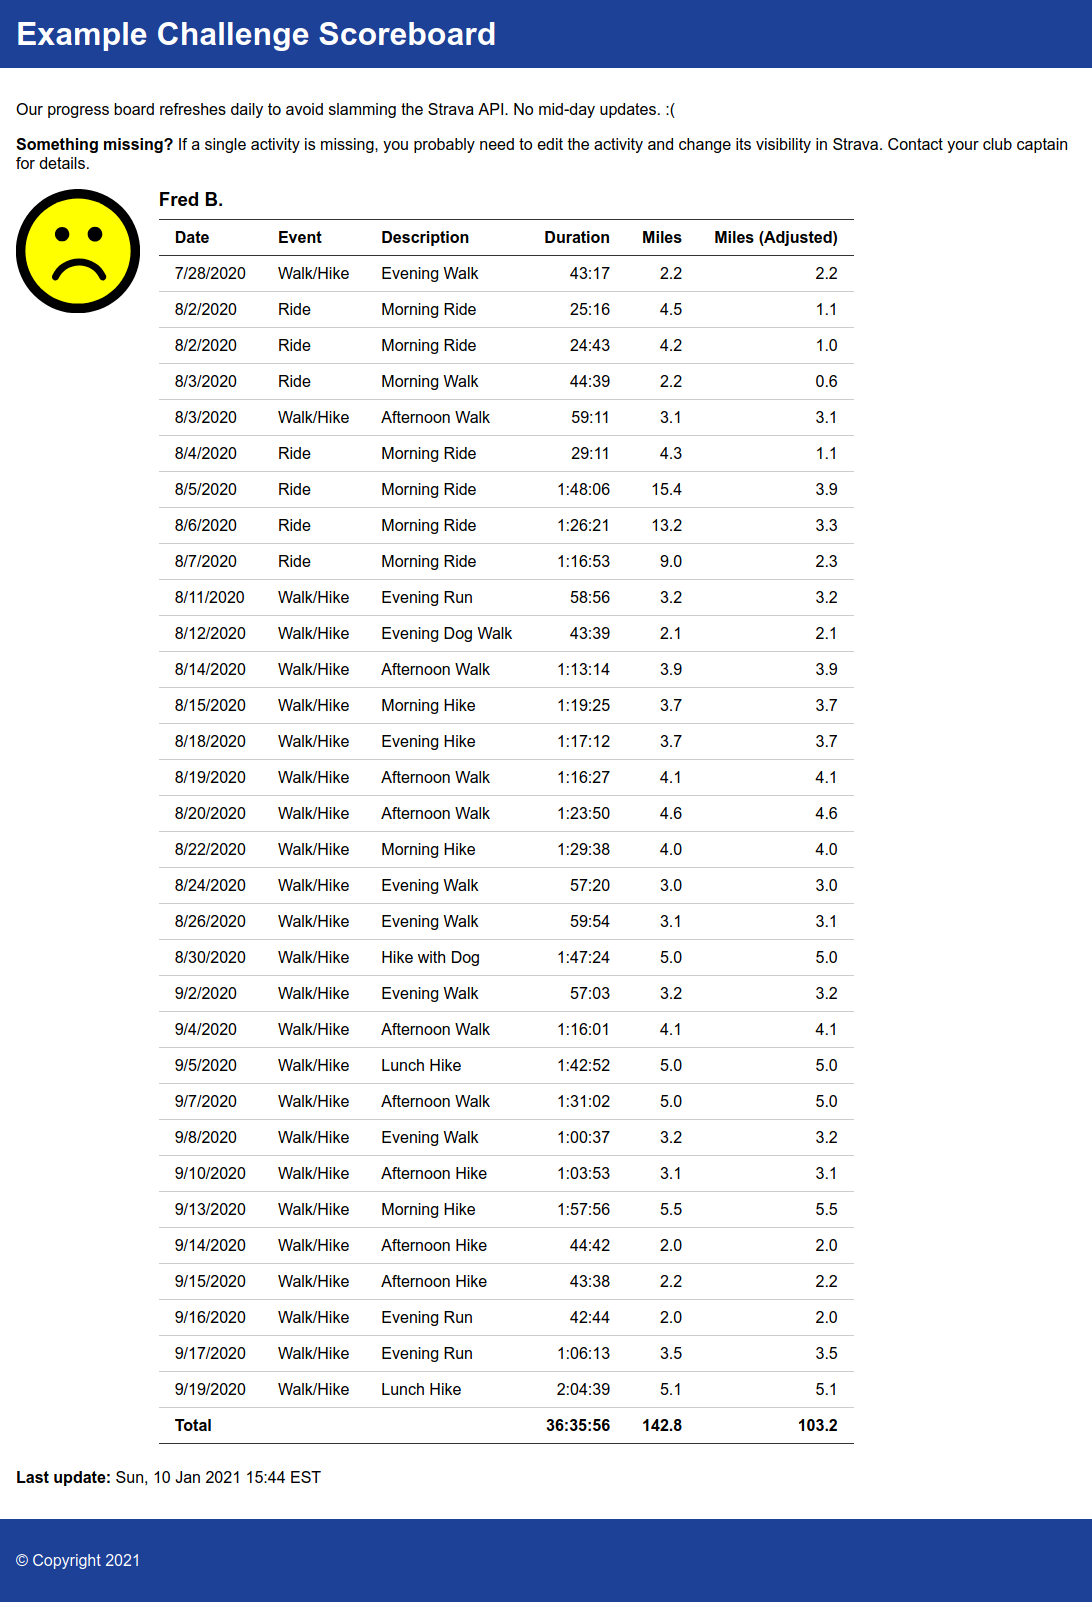 Example Challenge Scoreboard
Our progress board refreshes daily to avoid slamming the Strava API. No mid-day updates. :(
Something missing? If a single activity is missing, you probably need to edit the activity and change its visibility in Strava. Contact your club captain
for details.
Fred B.
Date Event Description Duration Miles Miles (Adjusted)
7/28/2020 Walk/Hike Evening Walk 43:17 2.2 2.2
8/2/2020 Ride Morning Ride 25:16 4.5 1.1
8/2/2020 Ride Morning Ride 24:43 4.2 1.0
8/3/2020 Ride Morning Walk 44:39 2.2 0.6
8/3/2020 Walk/Hike Afternoon Walk 59:11 3.1 3.1
8/4/2020 Ride Morning Ride 29:11 4.3 1.1
8/5/2020 Ride Morning Ride 1:48:06 15.4 3.9
8/6/2020 Ride Morning Ride 1:26:21 13.2 3.3
8/7/2020 Ride Morning Ride 1:16:53 9.0 2.3
8/11/2020 Walk/Hike Evening Run 58:56 3.2 3.2
8/12/2020 Walk/Hike Evening Dog Walk 43:39 2.1 2.1
8/14/2020 Walk/Hike Afternoon Walk 1:13:14 3.9 3.9
8/15/2020 Walk/Hike Morning Hike 1:19:25 3.7 3.7
8/18/2020 Walk/Hike Evening Hike 1:17:12 3.7 3.7
8/19/2020 Walk/Hike Afternoon Walk 1:16:27 4.1 4.1
8/20/2020 Walk/Hike Afternoon Walk 1:23:50 4.6 4.6
8/22/2020 Walk/Hike Morning Hike 1:29:38 4.0 4.0
8/24/2020 Walk/Hike Evening Walk 57:20 3.0 3.0
8/26/2020 Walk/Hike Evening Walk 59:54 3.1 3.1
8/30/2020 Walk/Hike Hike with Dog 1:47:24 5.0 5.0
9/2/2020 Walk/Hike Evening Walk 57:03 3.2 3.2
9/4/2020 Walk/Hike Afternoon Walk 1:16:01 4.1 4.1
9/5/2020 Walk/Hike Lunch Hike 1:42:52 5.0 5.0
9/7/2020 Walk/Hike Afternoon Walk 1:31:02 5.0 5.0
9/8/2020 Walk/Hike Evening Walk 1:00:37 3.2 3.2
9/10/2020 Walk/Hike Afternoon Hike 1:03:53 3.1 3.1
9/13/2020 Walk/Hike Morning Hike 1:57:56 5.5 5.5
9/14/2020 Walk/Hike Afternoon Hike 44:42 2.0 2.0
9/15/2020 Walk/Hike Afternoon Hike 43:38 2.2 2.2
9/16/2020 Walk/Hike Evening Run 42:44 2.0 2.0
9/17/2020 Walk/Hike Evening Run 1:06:13 3.5 3.5
9/19/2020 Walk/Hike Lunch Hike 2:04:39 5.1 5.1
Total 36:35:56 142.8 103.2
Last update: Sun, 10 Jan 2021 15:44 EST
© Copyright 2021